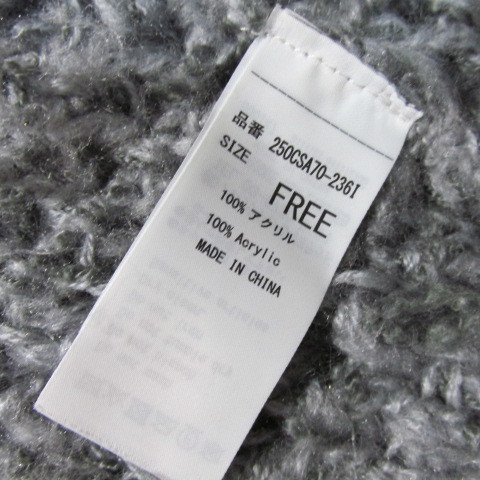 品番 250CSA70-236I
SIZE FREE
100% アクリル
100% Acrylic
MADE IN CHINA